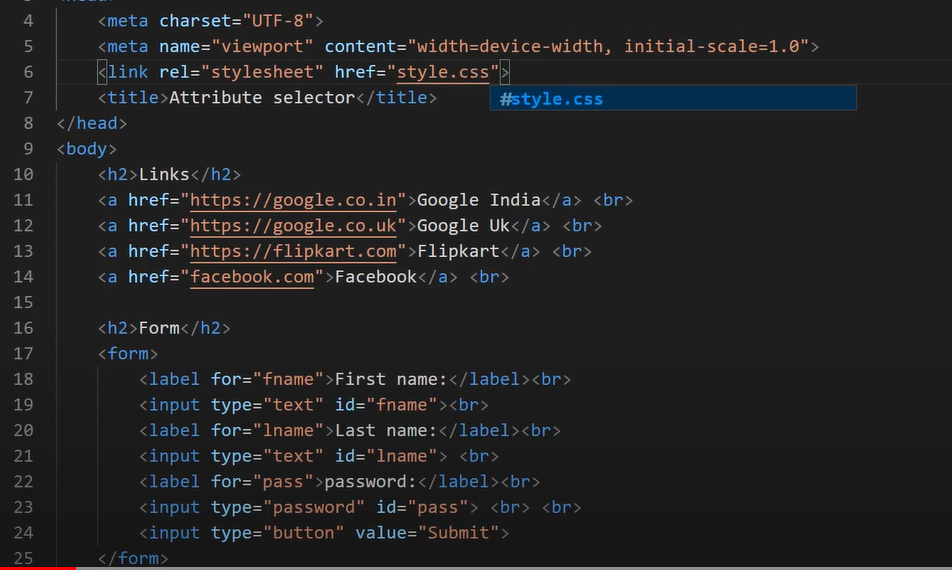 4 <meta charset="UTF-8">
5 <meta name="viewport" content="width=device-width, initial-scale=1.0">
6 <link rel="stylesheet" href="style.css">
7 <title>Attribute selector</title>
#style.css
8 </head>
9 <body>
10 <h2>Links</h2>
11 <a href="https://google.co.in">Google India</a> <br>
12 <a href="https://google.co.uk">Google Uk</a> <br>
13 <a href="https://flipkart.com">Flipkart</a> <br>
14 <a href="facebook.com">Facebook</a> <br>
15
16 <h2>Form</h2>
17 <form>
18 <label for="fname">First name:</label><br>
19 <input type="text" id="fname"><br>
20 <label for="lname">Last name:</label><br>
21 <input type="text" id="lname"> <br>
22 <label for="pass">password:</label><br>
23 <input type="password" id="pass"> <br> <br>
24 <input type="button" value="Submit">
25 </form>